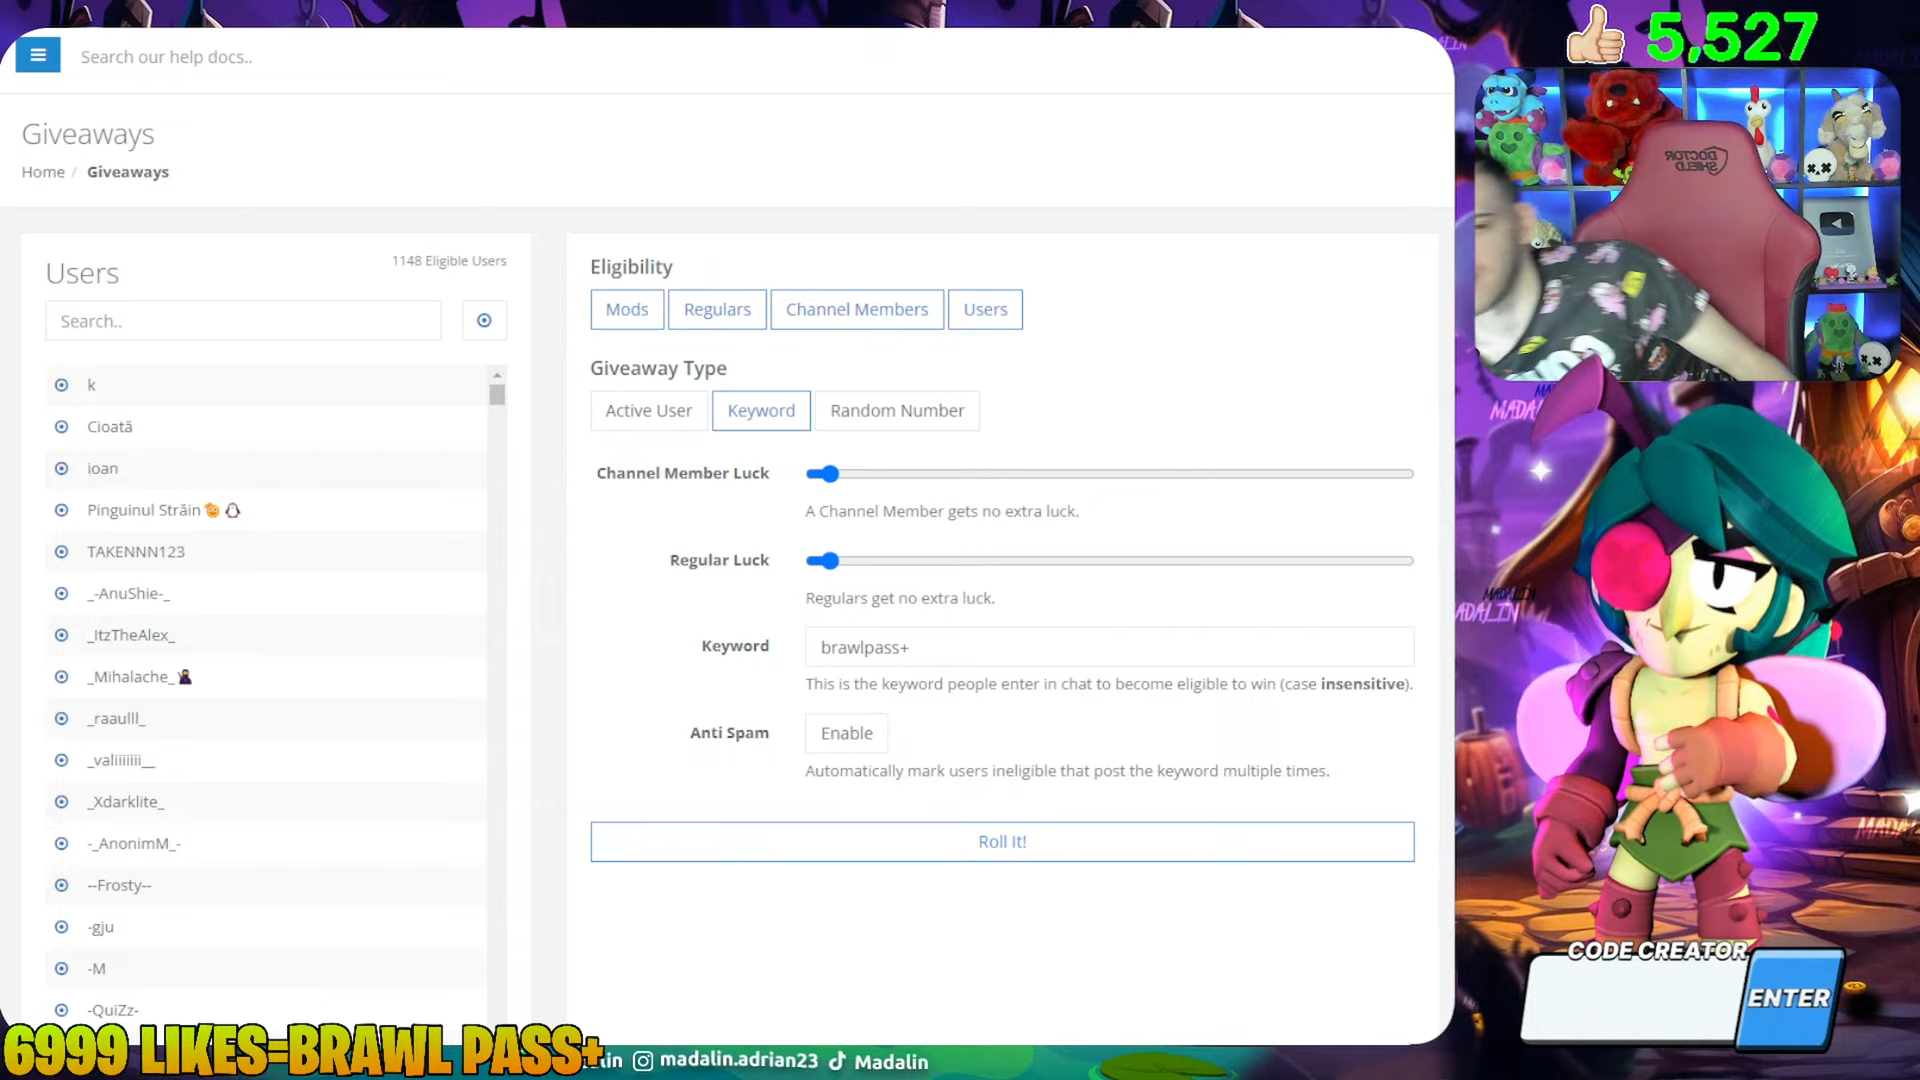 5,527
Search our help docs..
Giveaways
Home / Giveaways
Users
1148 Eligible Users
Search..
k
Cioată
ioan
Pinguinul Străin
TAKENNN123
_-AnuShie-_
_ItzTheAlex_
_Mihalache_
_raaulll_
_valiiiiiii__
_Xdarklite_
-_AnonimM_-
--Frosty--
-gju
-M
-QuiZz-
Eligibility
Mods
Regulars
Channel Members
Users
Giveaway Type
Active User
Keyword
Random Number
Channel Member Luck
A Channel Member gets no extra luck.
Regular Luck
Regulars get no extra luck.
Keyword
brawlpass+
This is the keyword people enter in chat to become eligible to win (case insensitive).
Anti Spam
Enable
Automatically mark users ineligible that post the keyword multiple times.
Roll It!
DOCTOR
SHIELD
MADALIN
CODE CREATOR
ENTER
6999 LIKES=BRAWL PASS+
madalin.adrian23
Madalin